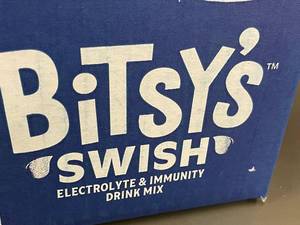 BiTSY'S™
SWISH
ELECTROLYTE & IMMUNITY
DRINK MIX